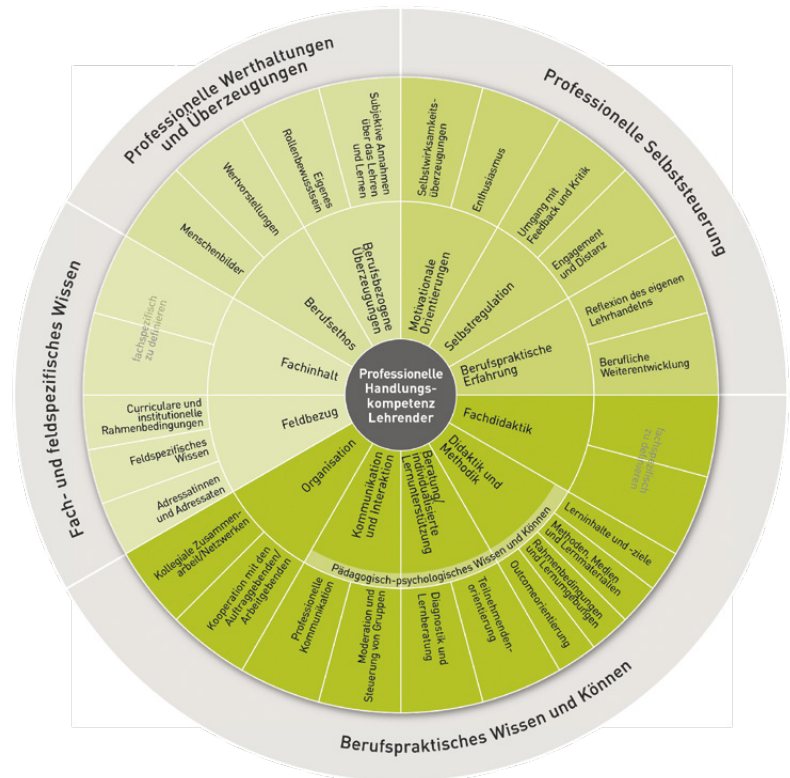 Professionelle Werthaltungen
und Überzeugungen
Professionelle Selbststeuerung
Berufspraktisches Wissen und Können
Fach- und feldspezifisches Wissen
Professionelle
Handlungs-
kompetenz
Lehrender
Berufsbezogene
Überzeugungen
Motivationale
Orientierungen
Selbstregulation
Berufspraktische
Erfahrung
Fachdidaktik
Didaktik und
Methodik
Beratung/
individualisierte
Lernunterstützung
Kommunikation
und Interaktion
Organisation
Feldbezug
Fachinhalt
Berufsethos
Pädagogisch-psychologisches Wissen und Können
Menschenbilder
Wertvorstellungen
Eigenes
Rollenbewusstsein
Subjektive Annahmen
über das Lehren
und Lernen
Selbstwirksamkeits-
überzeugungen
Enthusiasmus
Umgang mit
Feedback und Kritik
Engagement
und Distanz
Reflexion des eigenen
Lehrhandelns
Berufliche
Weiterentwicklung
fachspezifisch
zu definieren
Lerninhalte und -ziele
Methoden, Medien
und Lernmaterialien
Rahmenbedingungen
und Lernumgebungen
Outcomeorientierung
Teilnehmenden-
orientierung
Diagnostik und
Lernberatung
Moderation und
Steuerung von Gruppen
Professionelle
Kommunikation
Kooperation mit den
Auftraggebenden/
Arbeitgebenden
Kollegiale Zusammen-
arbeit/Netzwerken
Adressatinnen
und Adressaten
Feldspezifisches
Wissen
Curriculare und
institutionelle
Rahmenbedingungen
fachspezifisch
zu definieren